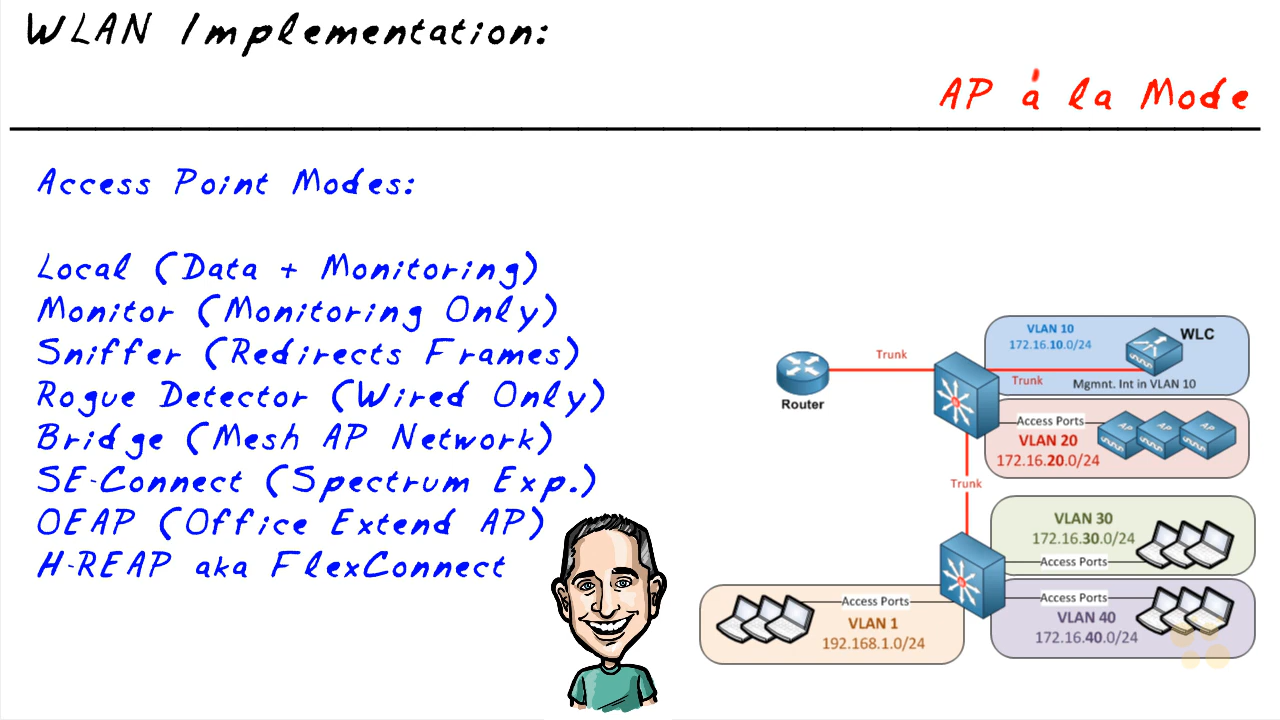 WLAN Implementation:
AP á la Mode
Access Point Modes:
Local (Data + Monitoring)
Monitor (Monitoring Only)
Sniffer (Redirects Frames)
Rogue Detector (Wired Only)
Bridge (Mesh AP Network)
SE-Connect (Spectrum Exp.)
OEAP (Office Extend AP)
H-REAP aka FlexConnect
Router
Trunk
VLAN 10
172.16.10.0/24
WLC
Trunk
Mgmnt. Int in VLAN 10
Access Ports
VLAN 20
172.16.20.0/24
AP AP AP
Trunk
VLAN 30
172.16.30.0/24
Access Ports
Access Ports
VLAN 40
172.16.40.0/24
Access Ports
VLAN 1
192.168.1.0/24